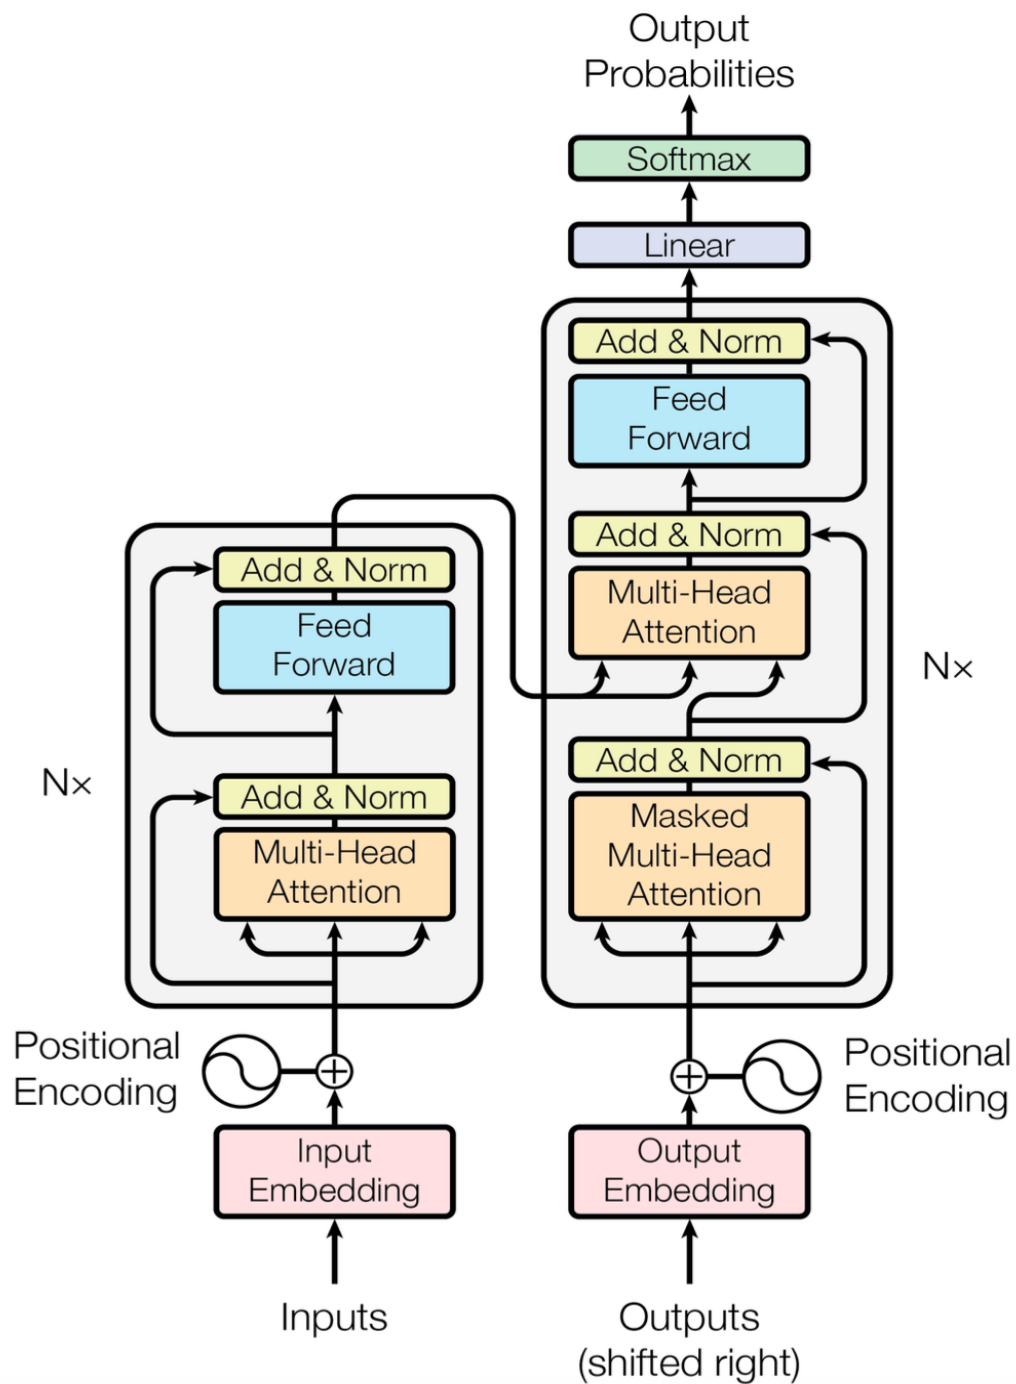 Output
Probabilities
Softmax
Linear
Add & Norm
Feed
Forward
Add & Norm
Multi-Head
Attention
Add & Norm
Masked
Multi-Head
Attention
N×
Add & Norm
Feed
Forward
Add & Norm
Multi-Head
Attention
N×
Positional
Encoding
Positional
Encoding
Input
Embedding
Output
Embedding
Inputs
Outputs
(shifted right)